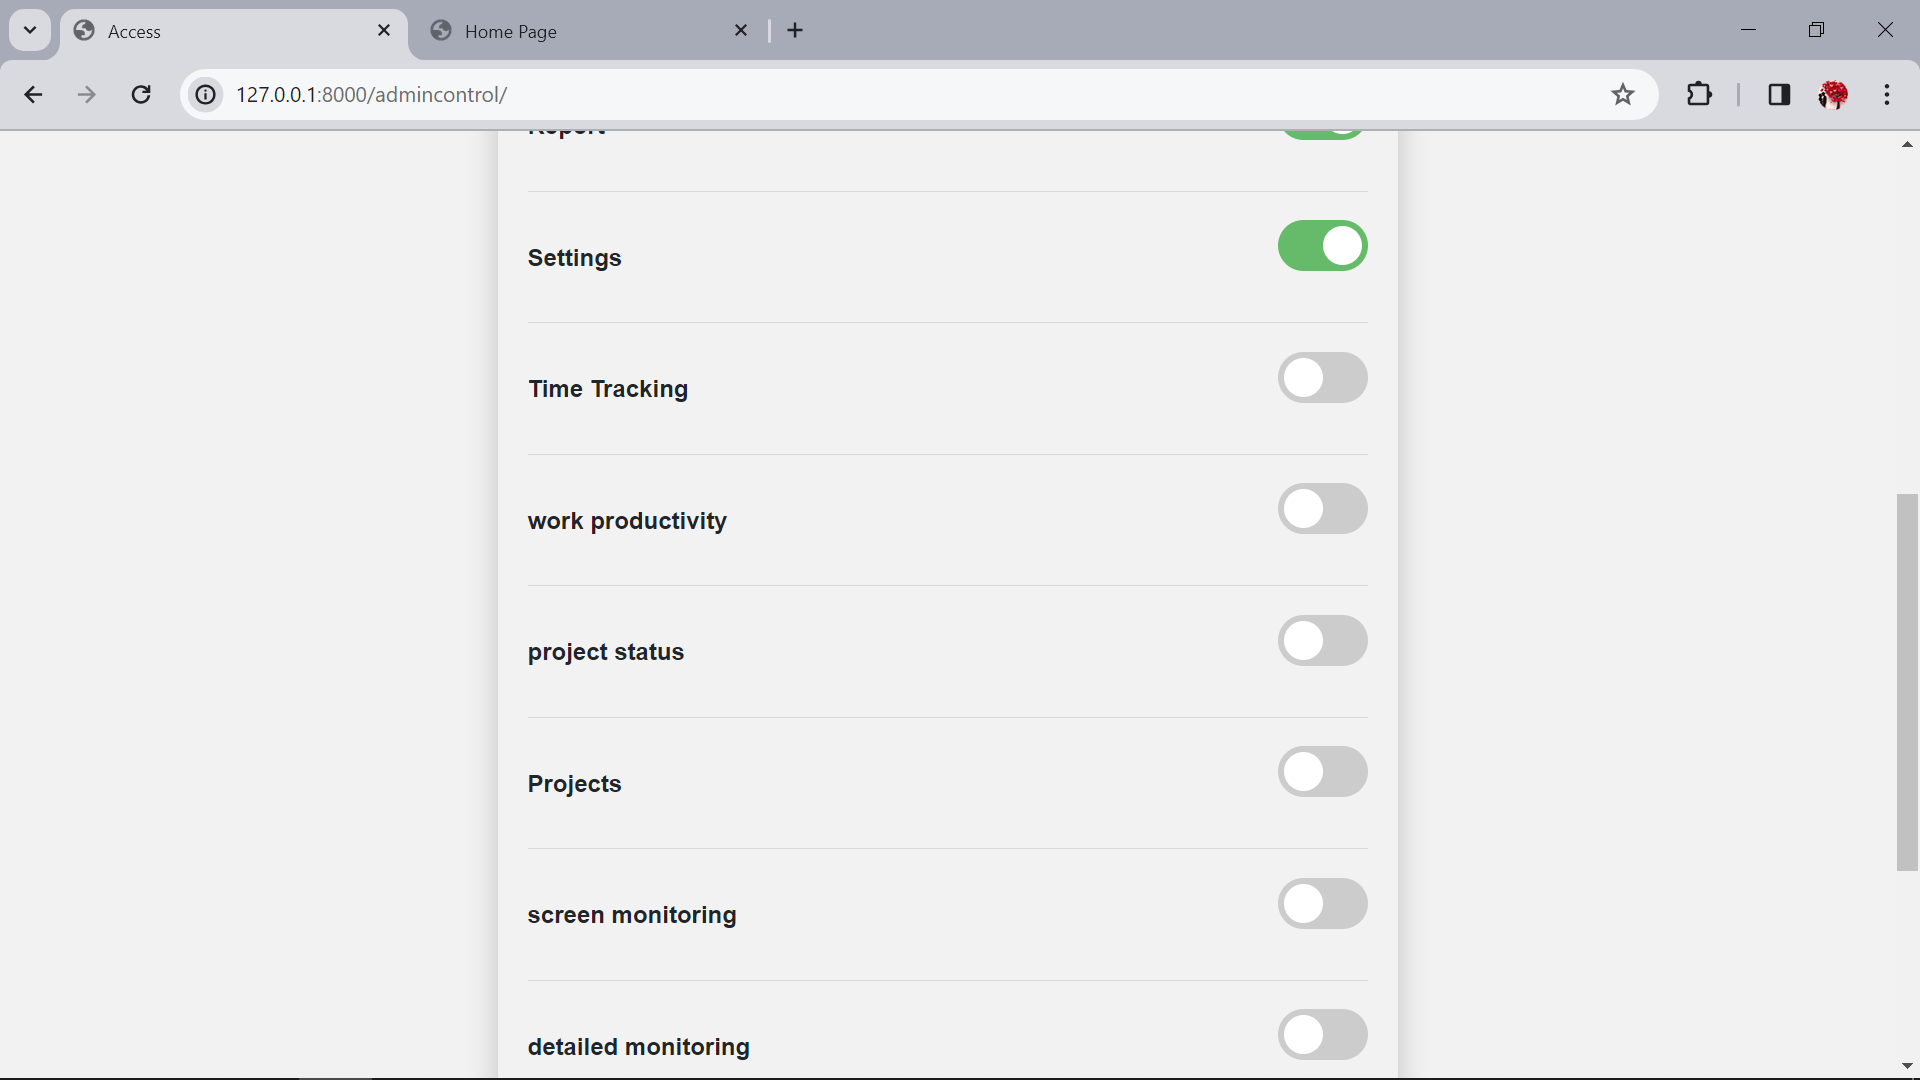 Access
Home Page
127.0.0.1:8000/admincontrol/
Report
Settings
Time Tracking
work productivity
project status
Projects
screen monitoring
detailed monitoring